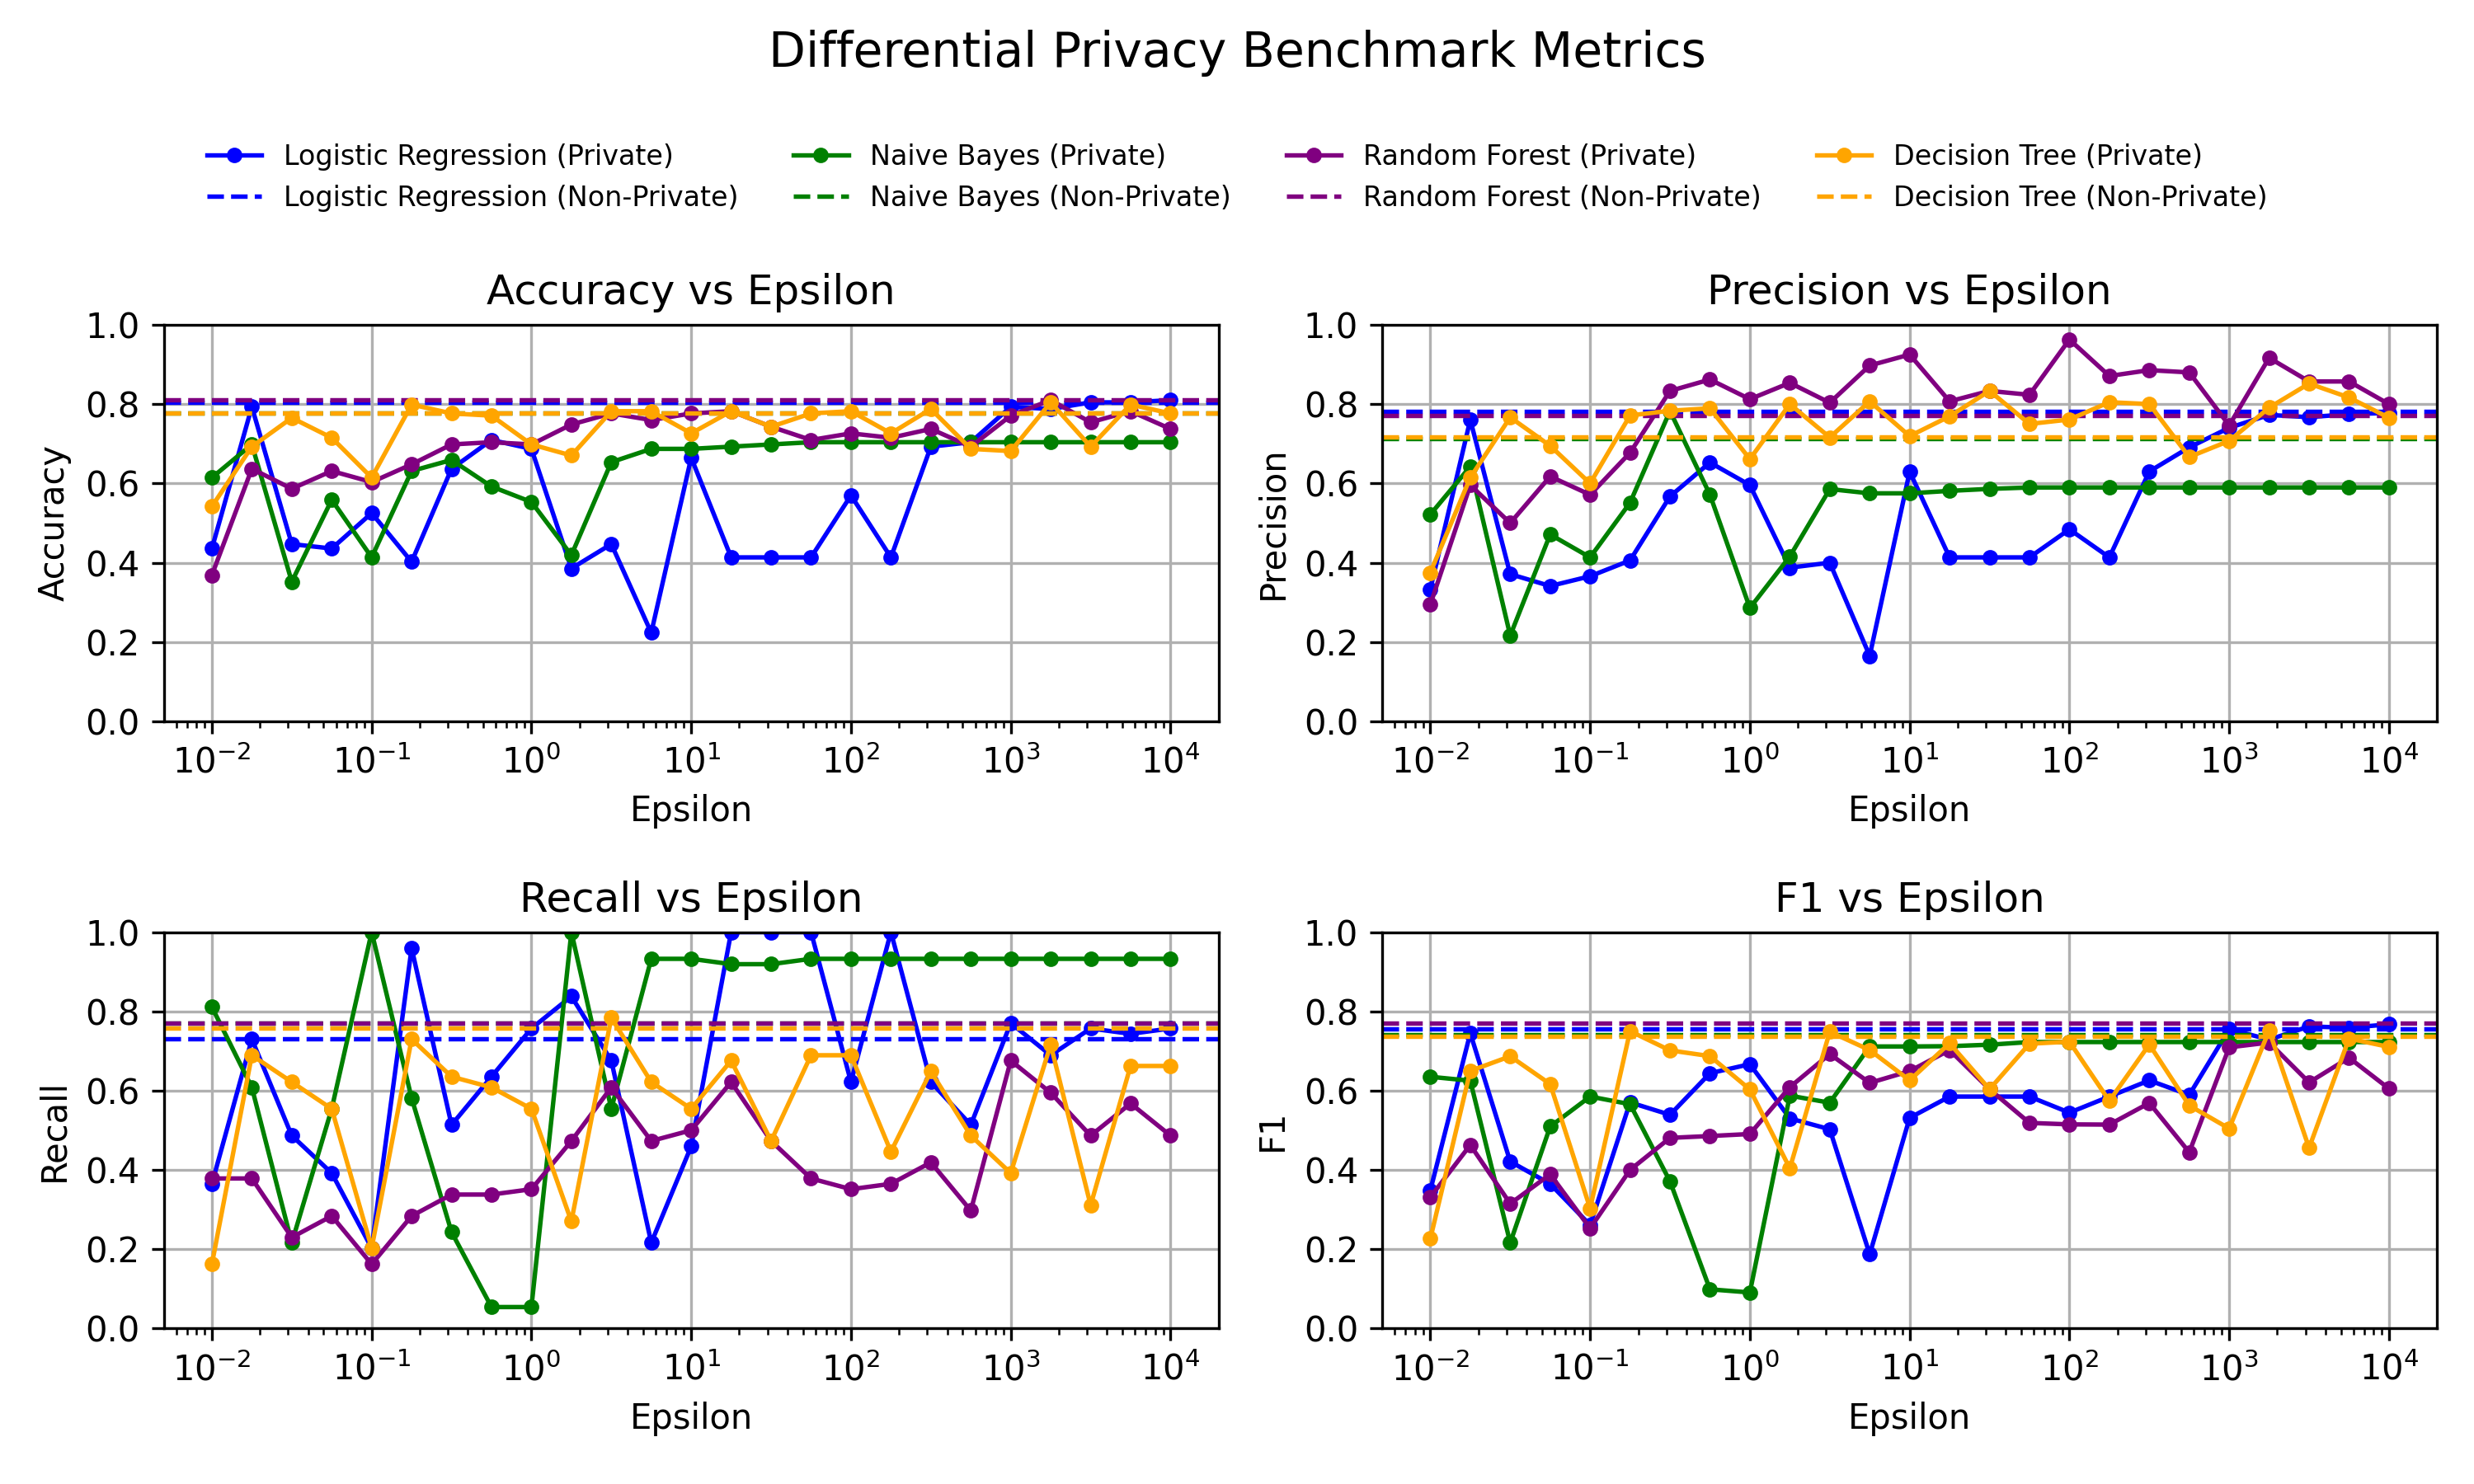 Differential Privacy Benchmark Metrics
Logistic Regression (Private)
Logistic Regression (Non-Private)
Naive Bayes (Private)
Naive Bayes (Non-Private)
Random Forest (Private)
Random Forest (Non-Private)
Decision Tree (Private)
Decision Tree (Non-Private)
Accuracy vs Epsilon
Accuracy
1.0
0.8
0.6
0.4
0.2
0.0
10⁻² 10⁻¹ 10⁰ 10¹ 10² 10³ 10⁴
Epsilon
Precision vs Epsilon
Precision
1.0
0.8
0.6
0.4
0.2
0.0
10⁻² 10⁻¹ 10⁰ 10¹ 10² 10³ 10⁴
Epsilon
Recall vs Epsilon
Recall
1.0
0.8
0.6
0.4
0.2
0.0
10⁻² 10⁻¹ 10⁰ 10¹ 10² 10³ 10⁴
Epsilon
F1 vs Epsilon
F1
1.0
0.8
0.6
0.4
0.2
0.0
10⁻² 10⁻¹ 10⁰ 10¹ 10² 10³ 10⁴
Epsilon